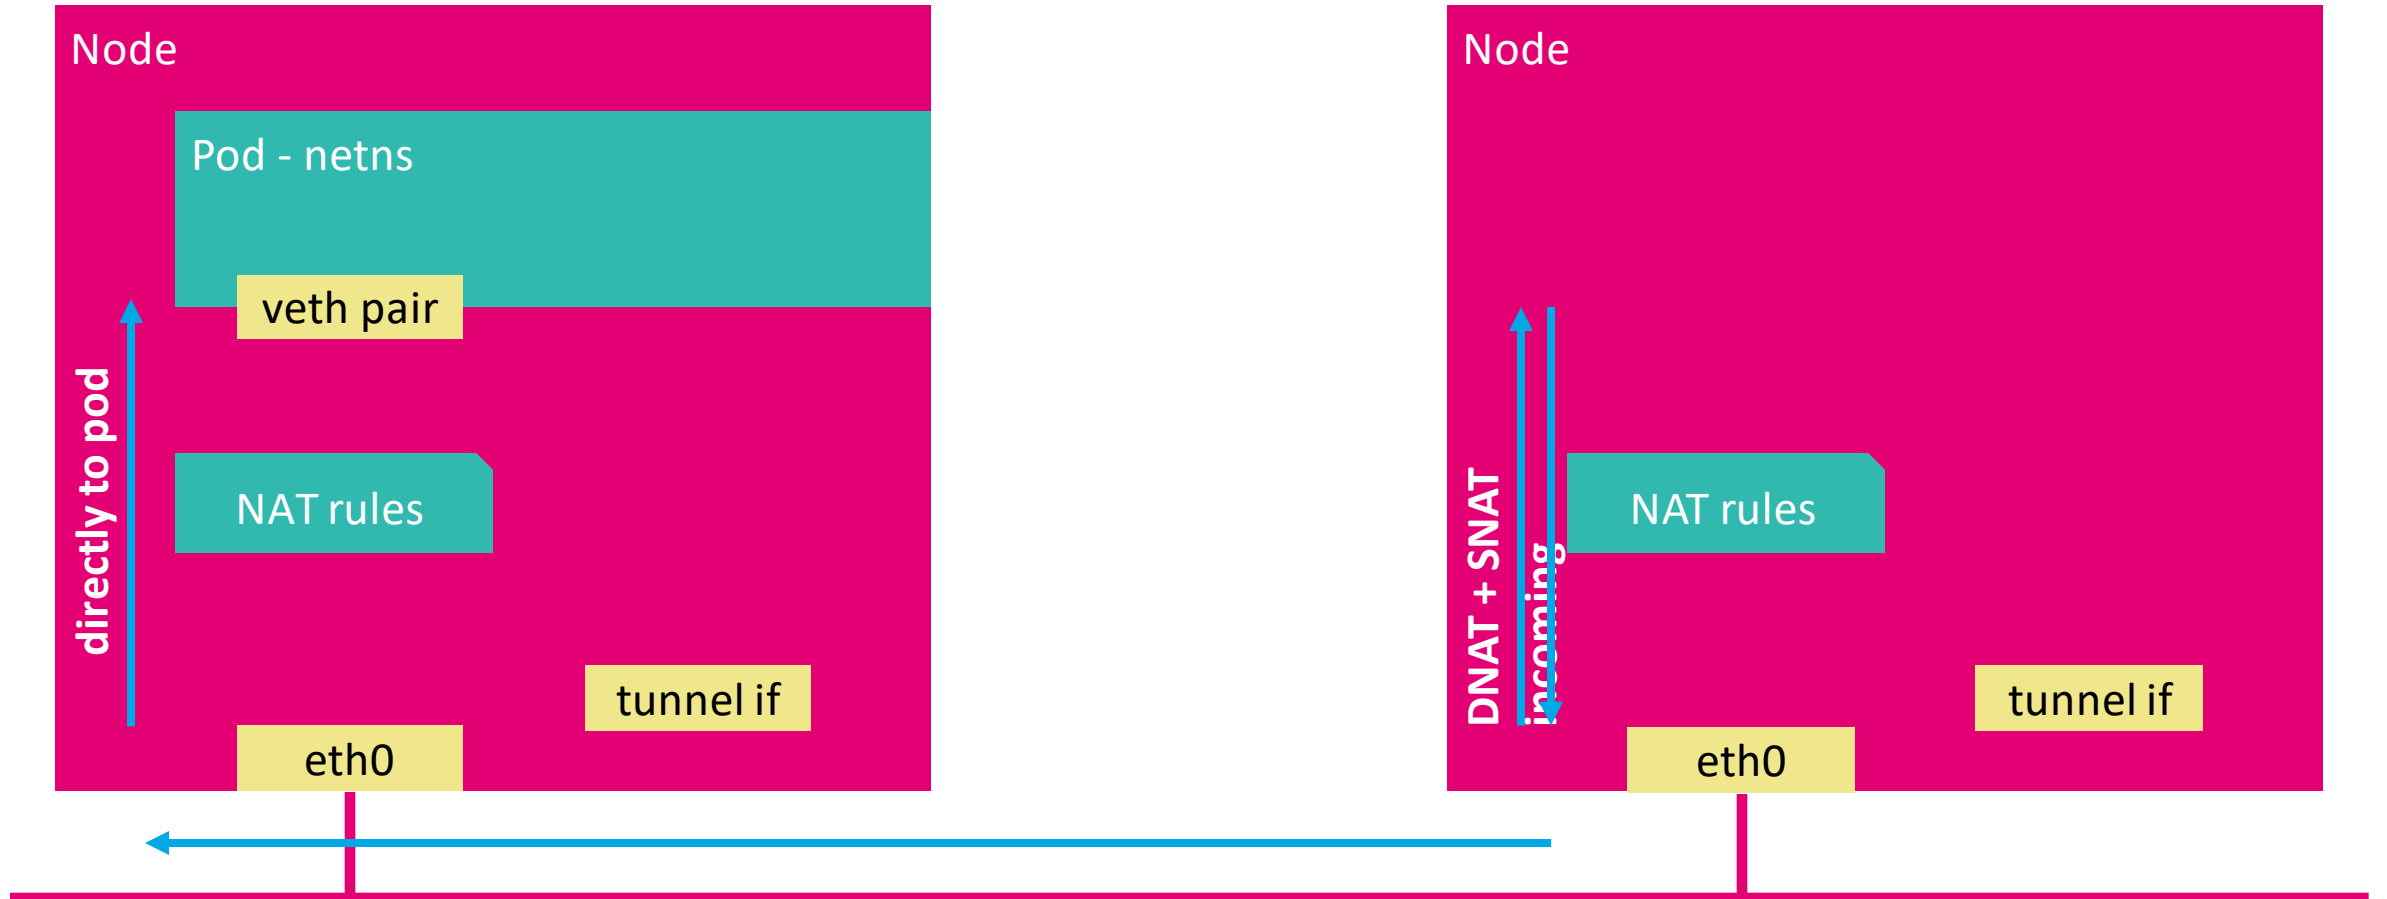 Node
Pod - netns
veth pair
directly to pod
NAT rules
tunnel if
eth0
Node
DNAT + SNAT
incoming
NAT rules
tunnel if
eth0